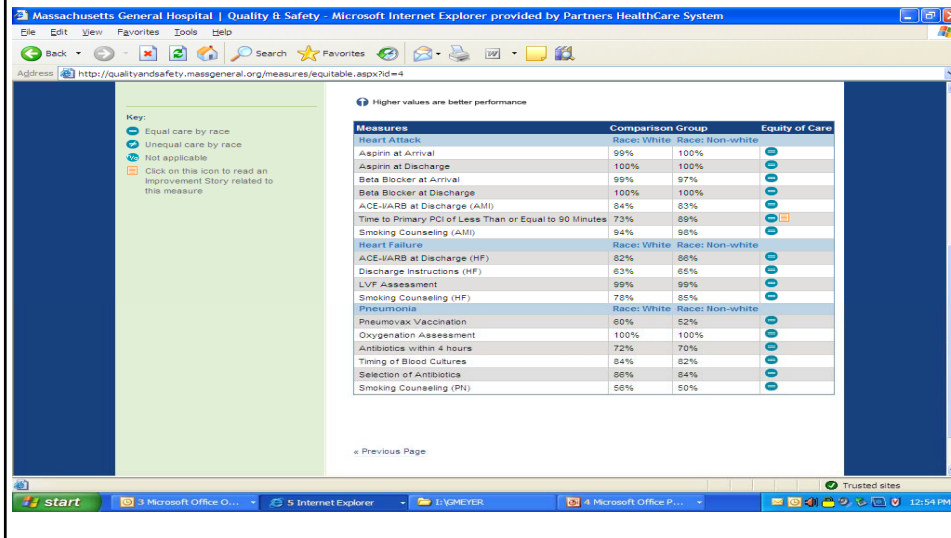 Massachusetts General Hospital | Quality & Safety - Microsoft Internet Explorer provided by Partners HealthCare System
File Edit View Favorites Tools Help
Back Search Favorites
Address http://qualityandsafety.massgeneral.org/measures/equitable.aspx?id=4
Higher values are better performance
Key:
Equal care by race
Unequal care by race
Not applicable
Click on this icon to read an
Improvement Story related to
this measure
Measures Comparison Group Equity of Care
Heart Attack Race: White Race: Non-white
Aspirin at Arrival 99% 100%
Aspirin at Discharge 100% 100%
Beta Blocker at Arrival 99% 97%
Beta Blocker at Discharge 100% 100%
ACE-I/ARB at Discharge (AMI) 84% 83%
Time to Primary PCI of Less Than or Equal to 90 Minutes 73% 89%
Smoking Counseling (AMI) 94% 98%
Heart Failure Race: White Race: Non-white
ACE-I/ARB at Discharge (HF) 82% 86%
Discharge Instructions (HF) 63% 65%
LVF Assessment 99% 99%
Smoking Counseling (HF) 78% 85%
Pneumonia Race: White Race: Non-white
Pneumovax Vaccination 60% 52%
Oxygenation Assessment 100% 100%
Antibiotics within 4 hours 72% 70%
Timing of Blood Cultures 84% 82%
Selection of Antibiotics 86% 84%
Smoking Counseling (PN) 56% 50%
« Previous Page
Trusted sites
start 3 Microsoft Office O... 5 Internet Explorer I:\GMEYER 4 Microsoft Office P... 12:54 PM